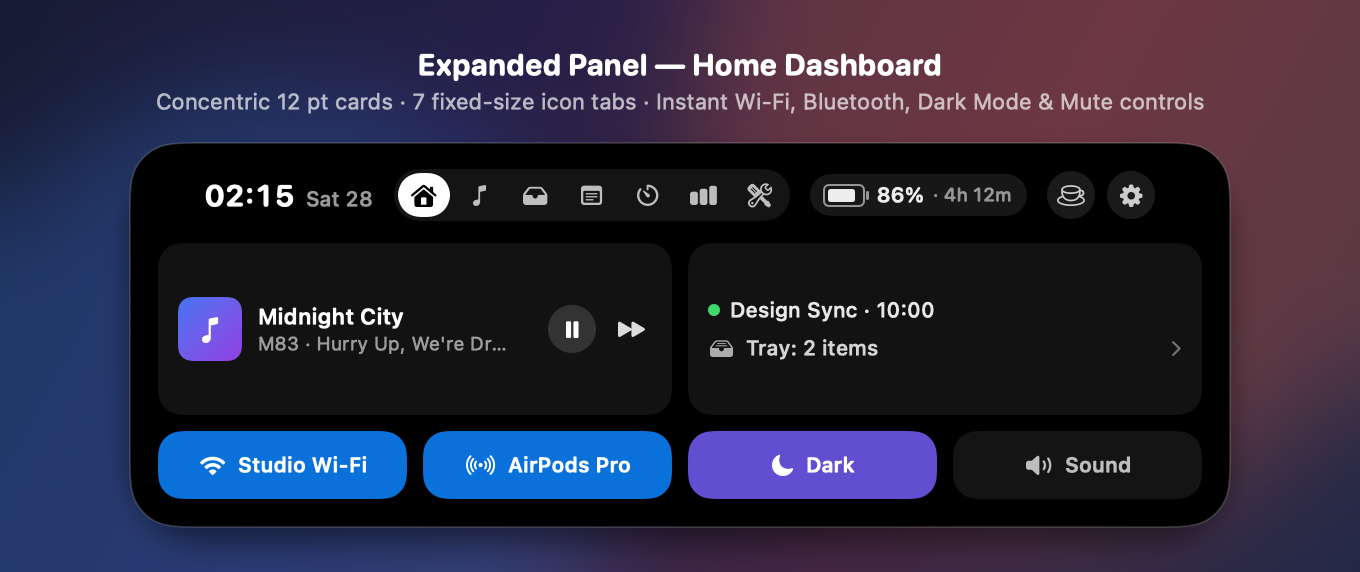 Expanded Panel — Home Dashboard
Concentric 12 pt cards · 7 fixed-size icon tabs · Instant Wi-Fi, Bluetooth, Dark Mode & Mute controls
02:15 Sat 28 86% · 4h 12m
Midnight City
M83 · Hurry Up, We're Dr...
Design Sync · 10:00
Tray: 2 items
Studio Wi-Fi AirPods Pro Dark Sound